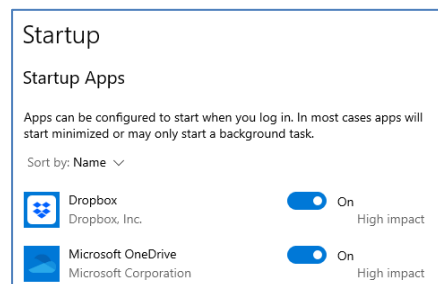 Startup
Startup Apps
Apps can be configured to start when you log in. In most cases apps will
start minimized or may only start a background task.
Sort by: Name
Dropbox
On
Dropbox, Inc.
High impact
Microsoft OneDrive
On
Microsoft Corporation
High impact